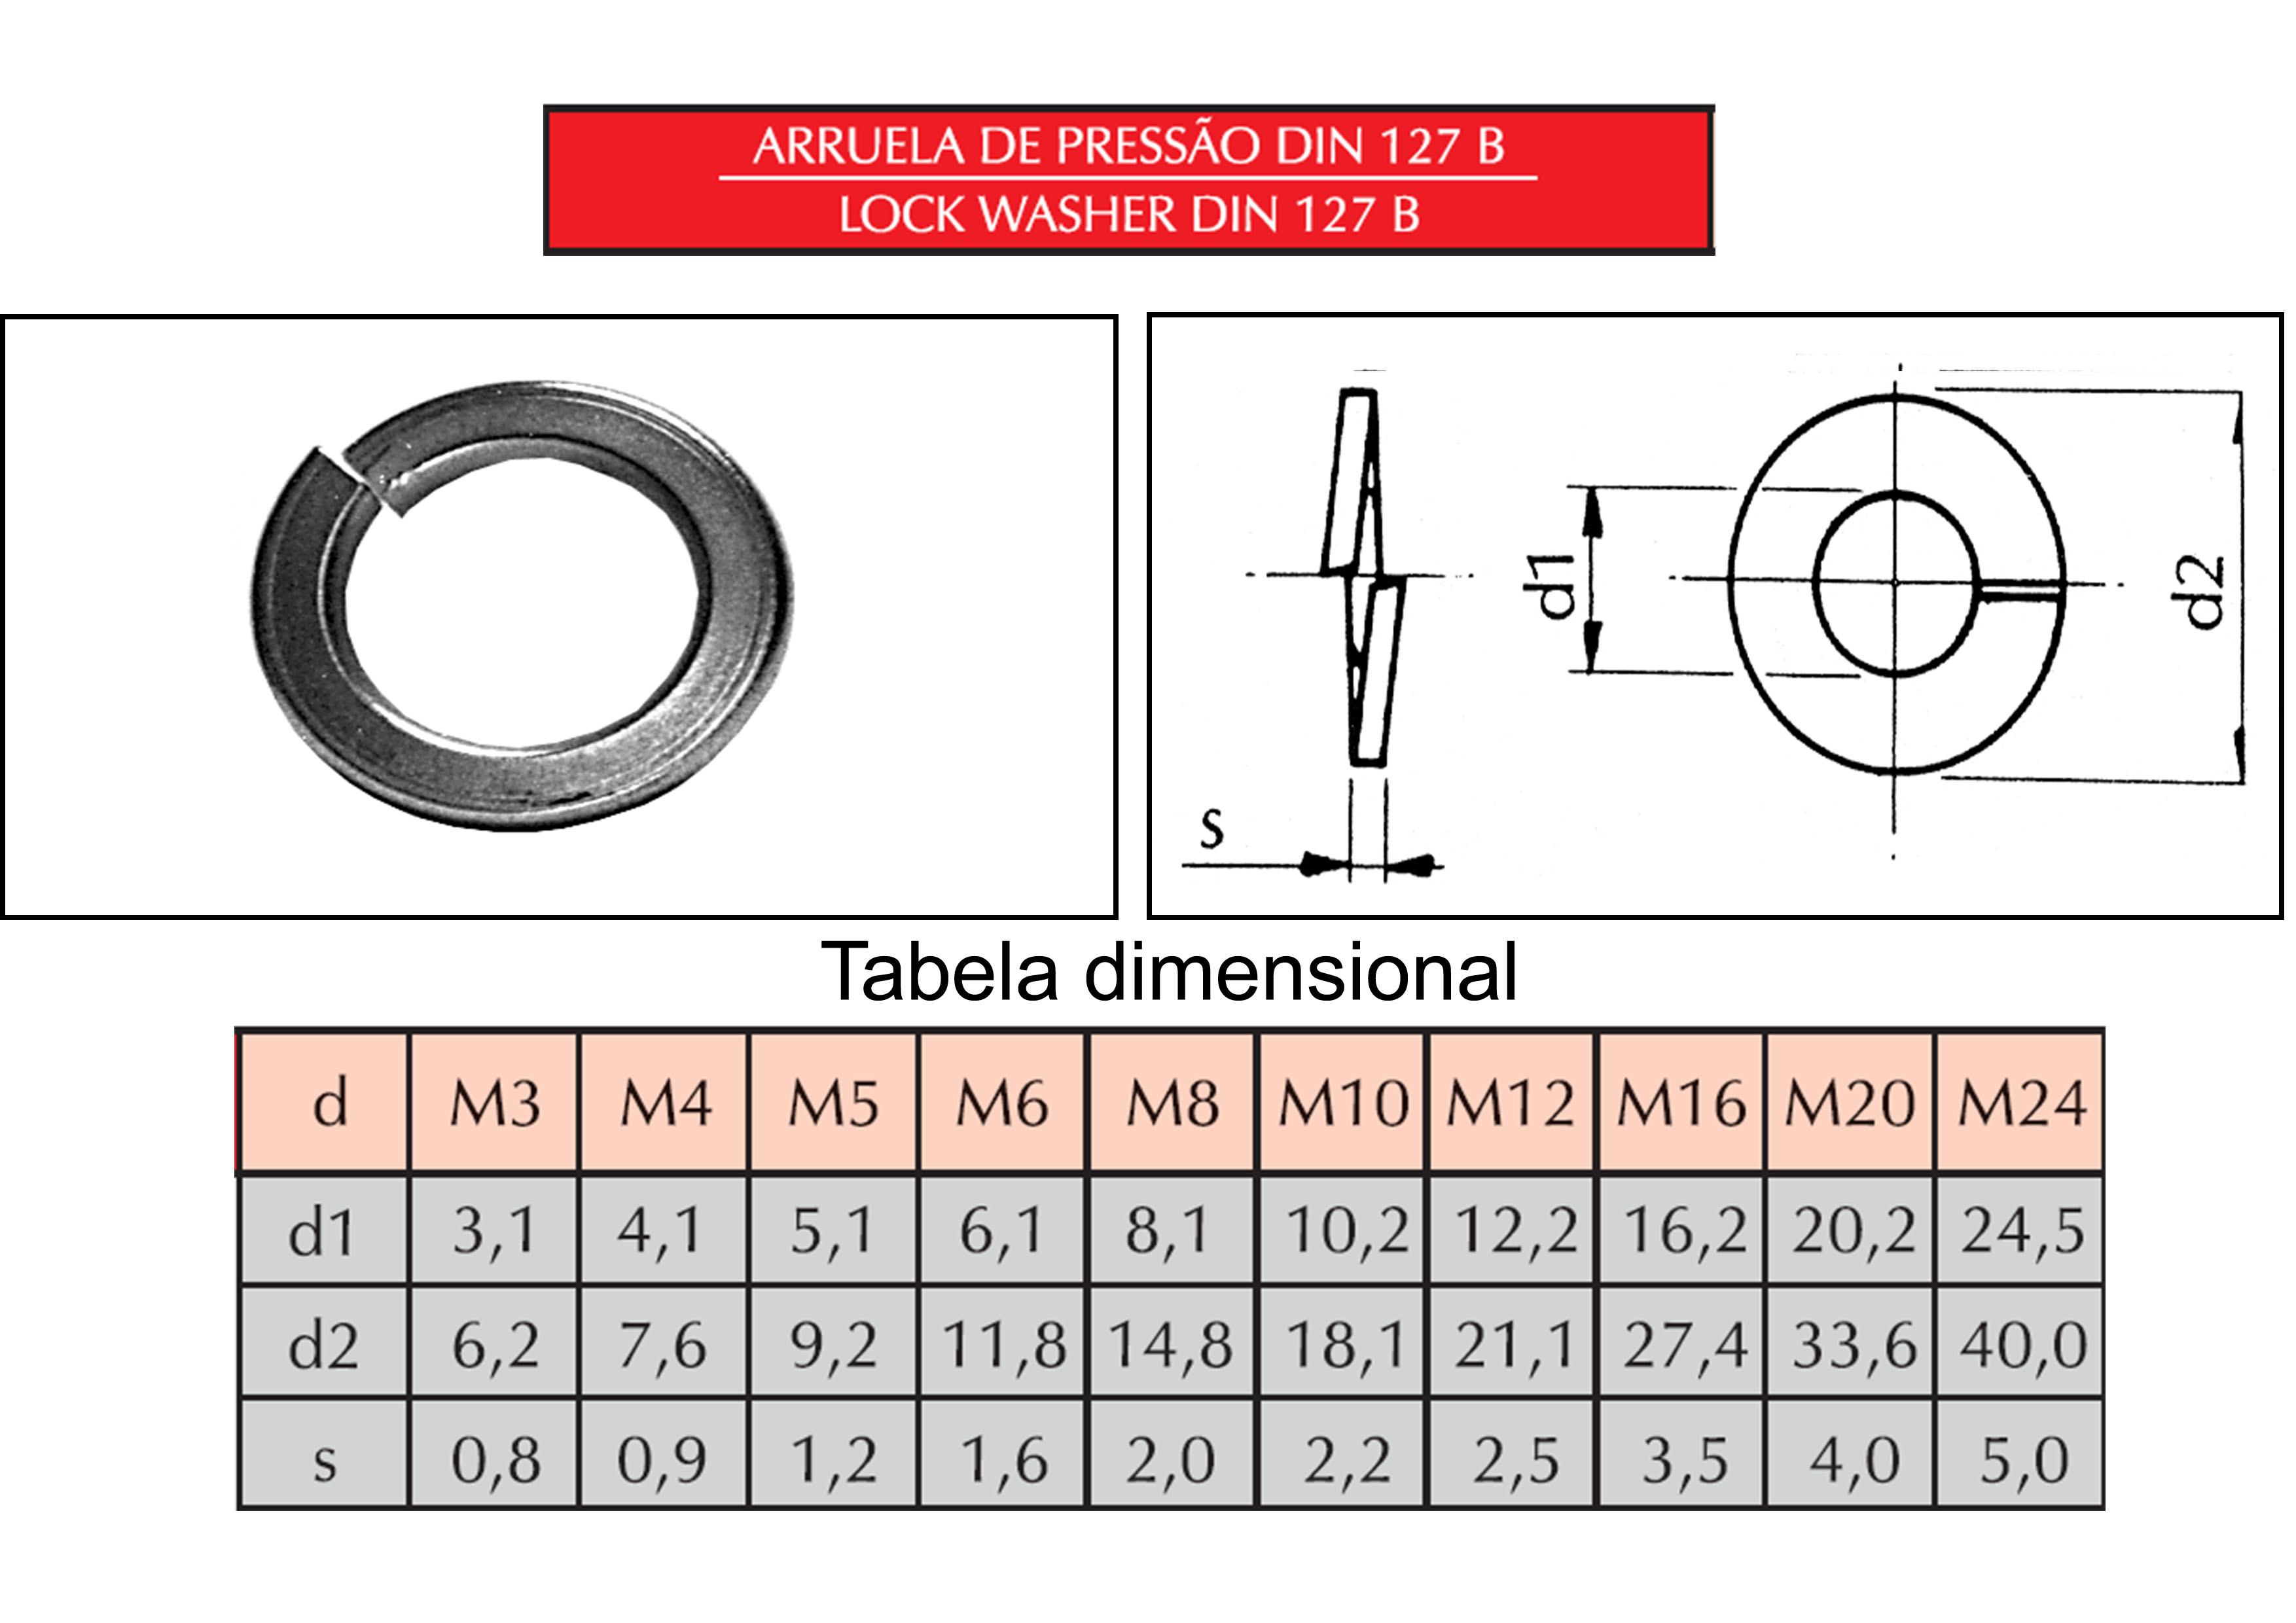 ARRUELA DE PRESSÃO DIN 127 B
LOCK WASHER DIN 127 B
d1
d2
s
Tabela dimensional
d M3 M4 M5 M6 M8 M10 M12 M16 M20 M24
d1 3,1 4,1 5,1 6,1 8,1 10,2 12,2 16,2 20,2 24,5
d2 6,2 7,6 9,2 11,8 14,8 18,1 21,1 27,4 33,6 40,0
s 0,8 0,9 1,2 1,6 2,0 2,2 2,5 3,5 4,0 5,0